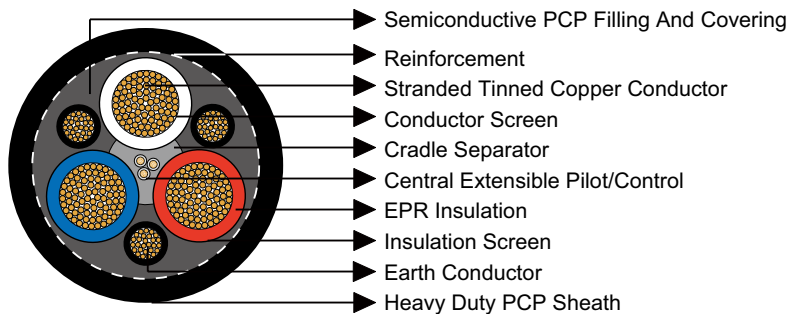 Semiconductive PCP Filling And Covering
Reinforcement
Stranded Tinned Copper Conductor
Conductor Screen
Cradle Separator
Central Extensible Pilot/Control
EPR Insulation
Insulation Screen
Earth Conductor
Heavy Duty PCP Sheath